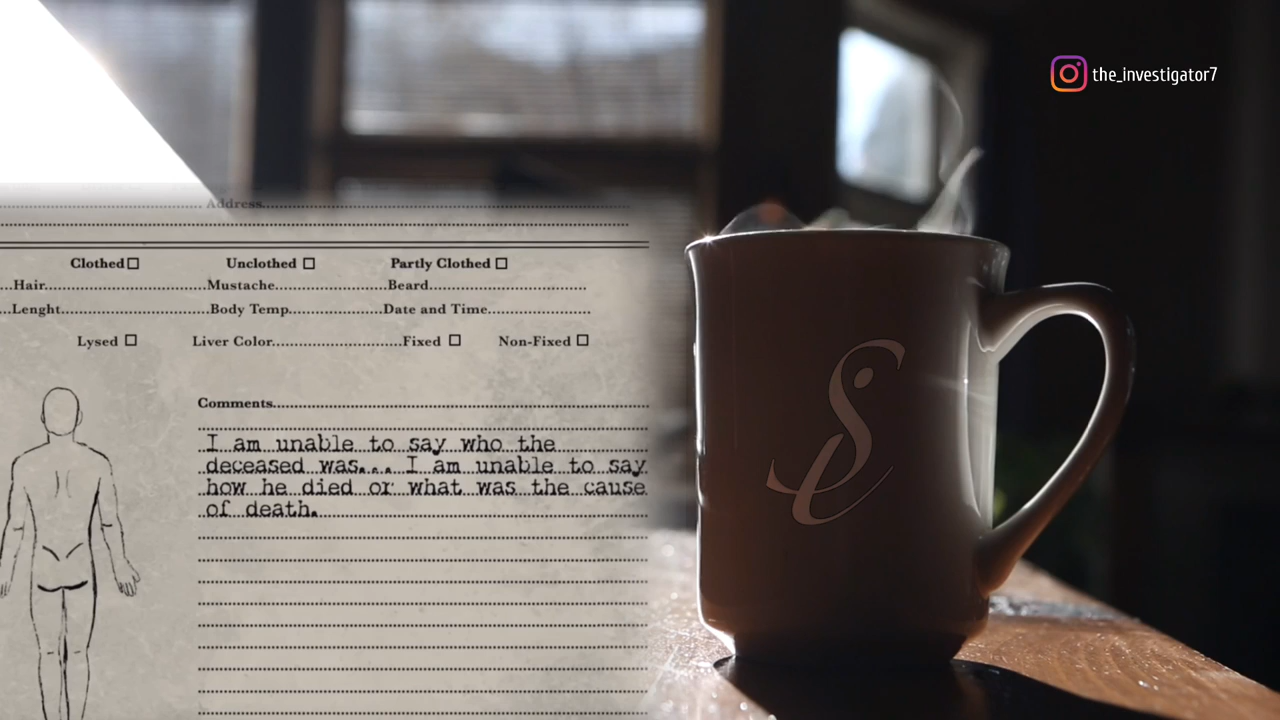 the_investigator7
Address
Clothed Unclothed Partly Clothed
Hair Mustache Beard
Lenght Body Temp. Date and Time
Lysed Liver Color Fixed Non-Fixed
Comments
I am unable to say who the
deceased was... I am unable to say
how he died or what was the cause
of death.